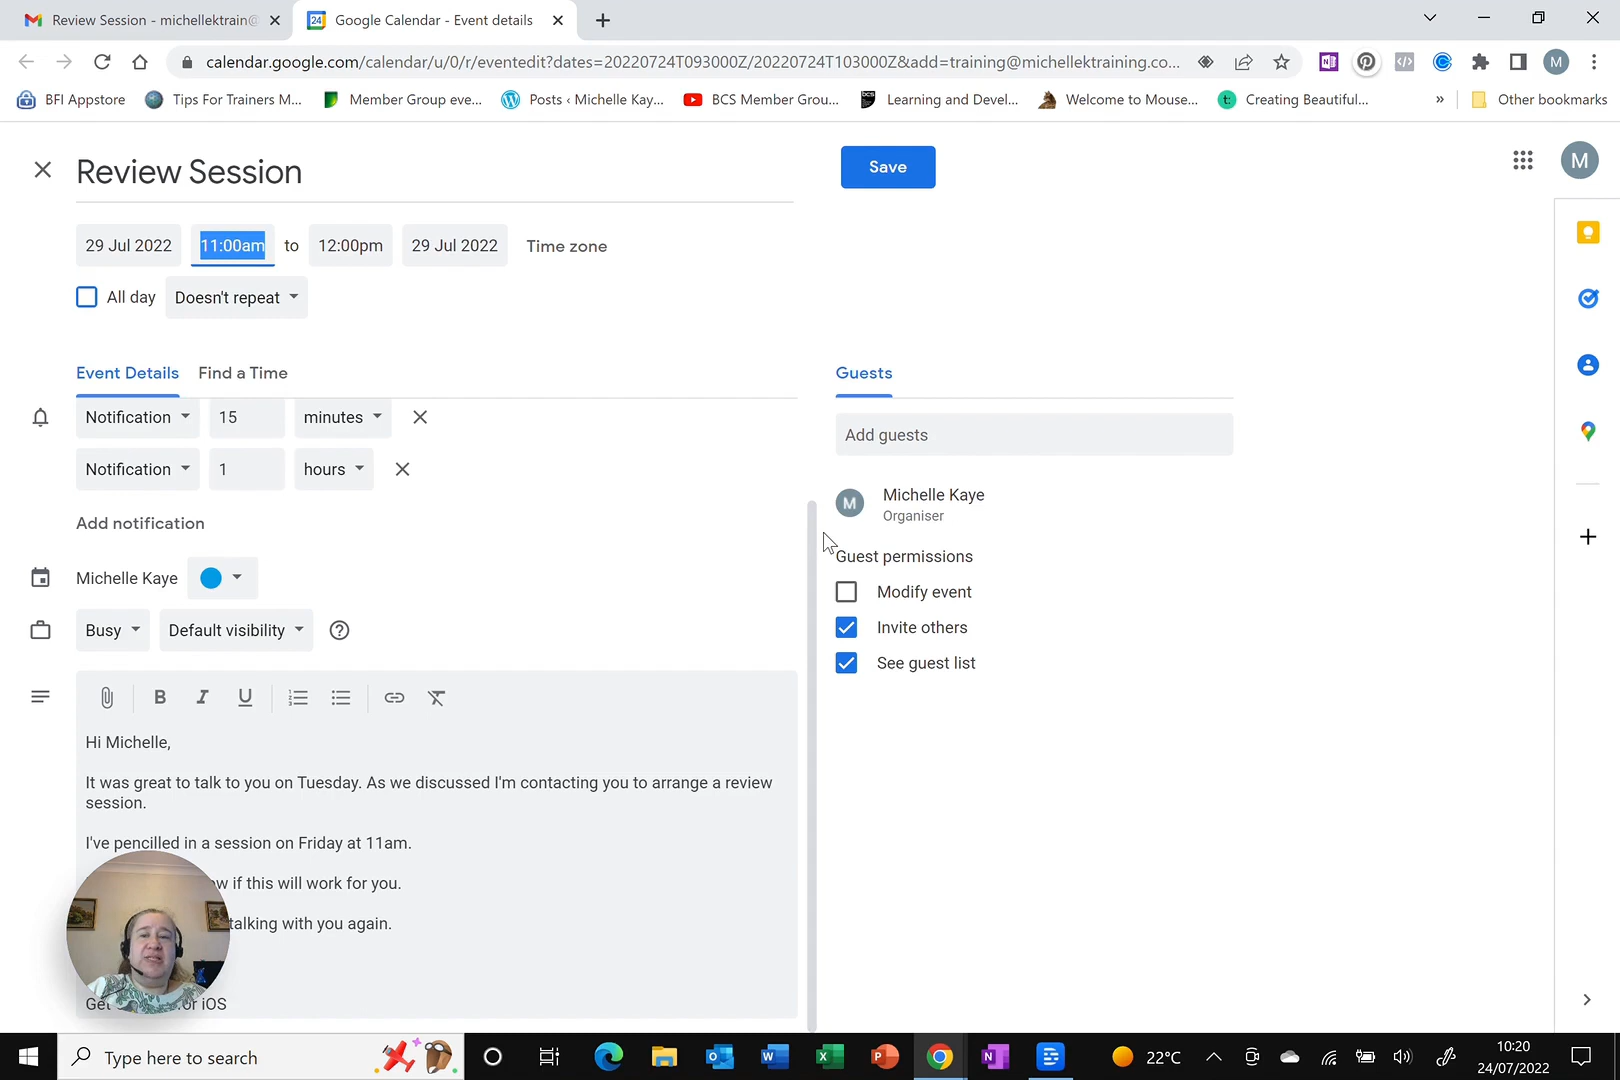 Review Session - michellektrain@
Google Calendar - Event details
calendar.google.com/calendar/u/0/r/eventedit?dates=20220724T093000Z/20220724T103000Z&add=training@michellektraining.co...
M
BFI Appstore
Tips For Trainers M...
Member Group eve...
Posts ‹ Michelle Kay...
BCS Member Grou...
Learning and Devel...
Welcome to Mouse...
Creating Beautiful...
»
Other bookmarks
Review Session
Save
M
29 Jul 2022
11:00am
to
12:00pm
29 Jul 2022
Time zone
All day
Doesn't repeat
Event Details
Find a Time
Guests
Notification
15
minutes
Add guests
Notification
1
hours
M
Michelle Kaye
Organiser
Add notification
Guest permissions
Michelle Kaye
Modify event
Busy
Default visibility
Invite others
See guest list
B
I
U
Hi Michelle,
It was great to talk to you on Tuesday. As we discussed I'm contacting you to arrange a review
session.
I've pencilled in a session on Friday at 11am.
if this will work for you.
talking with you again.
iOS
Type here to search
22°C
10:20
24/07/2022